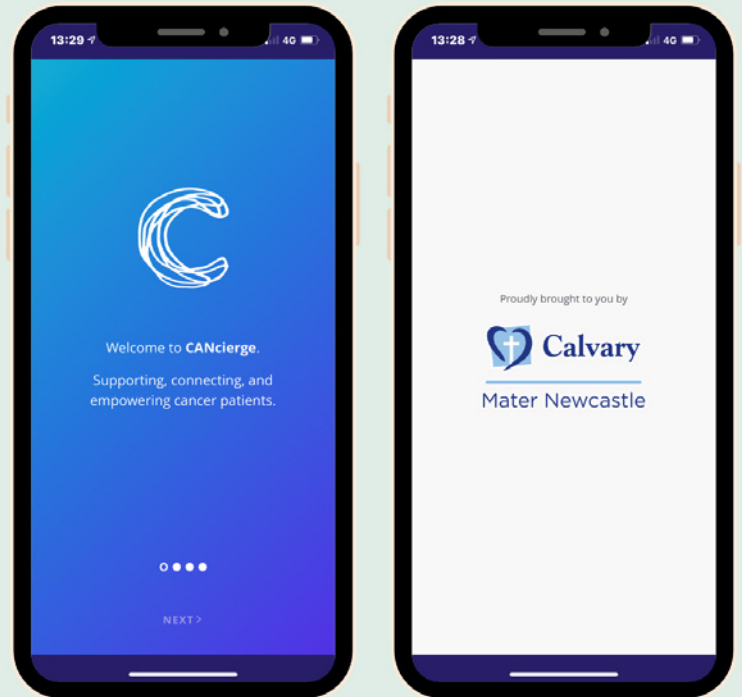 13:29
4G
C
Welcome to CANcierge.
Supporting, connecting, and
empowering cancer patients.
NEXT >
13:28
4G
Proudly brought to you by
Calvary
Mater Newcastle